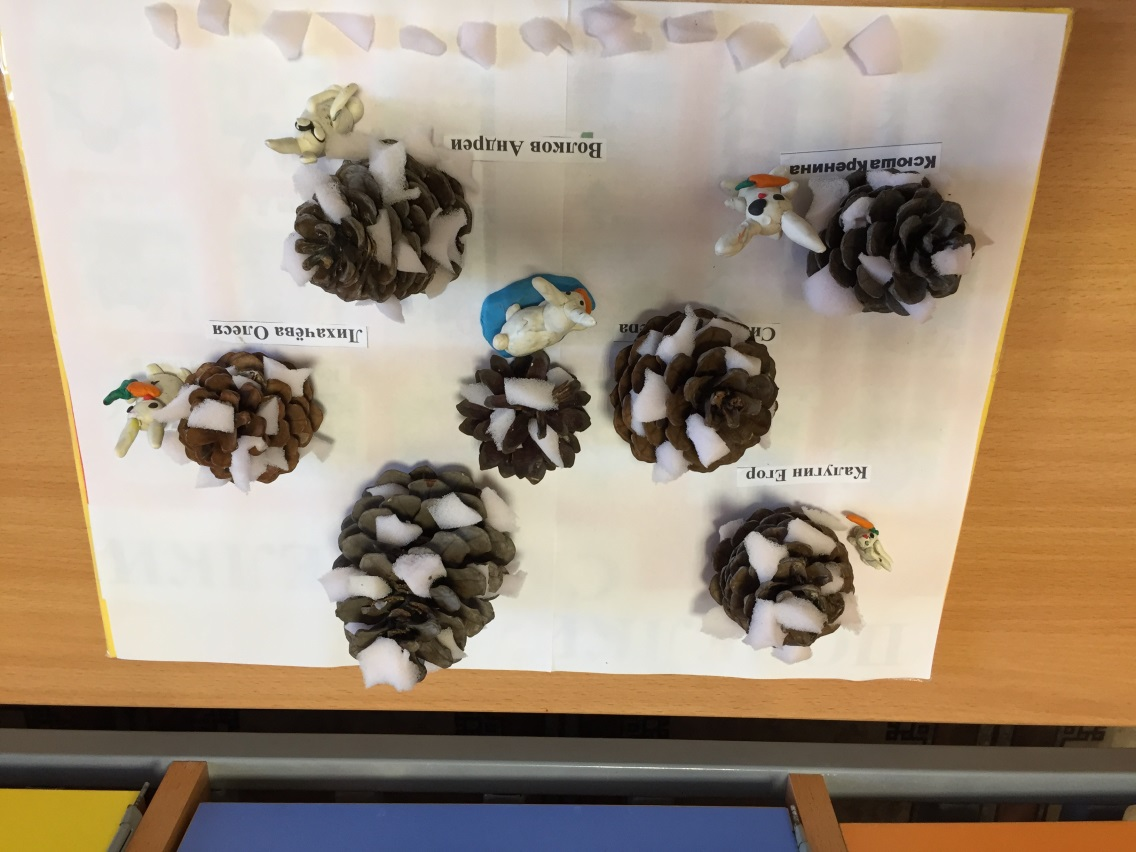 Калугин Егор
Лихачёва Олеся
Ксюша Кренина
Волков Андрей